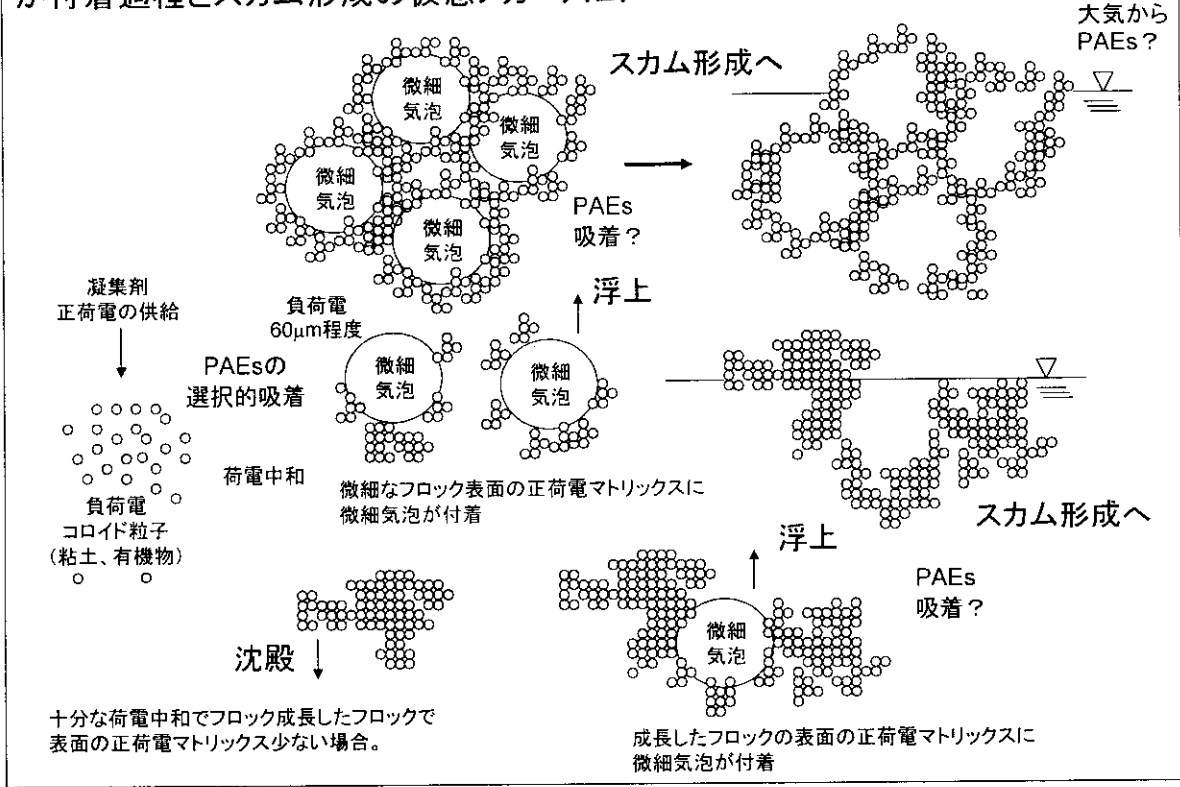 大気から
PAEs?
スカム形成へ
微細
気泡
微細
気泡
微細
気泡
微細
気泡
PAEs
吸着?
凝集剤
正荷電の供給
負荷電
60μm程度
浮上
PAEsの
選択的吸着
微細
気泡
微細
気泡
荷電中和
微細なフロック表面の正荷電マトリックスに
微細気泡が付着
負荷電
コロイド粒子
(粘土、有機物)
スカム形成へ
浮上
PAEs
吸着?
微細
気泡
沈殿
十分な荷電中和でフロック成長したフロックで
表面の正荷電マトリックス少ない場合。
成長したフロックの表面の正荷電マトリックスに
微細気泡が付着